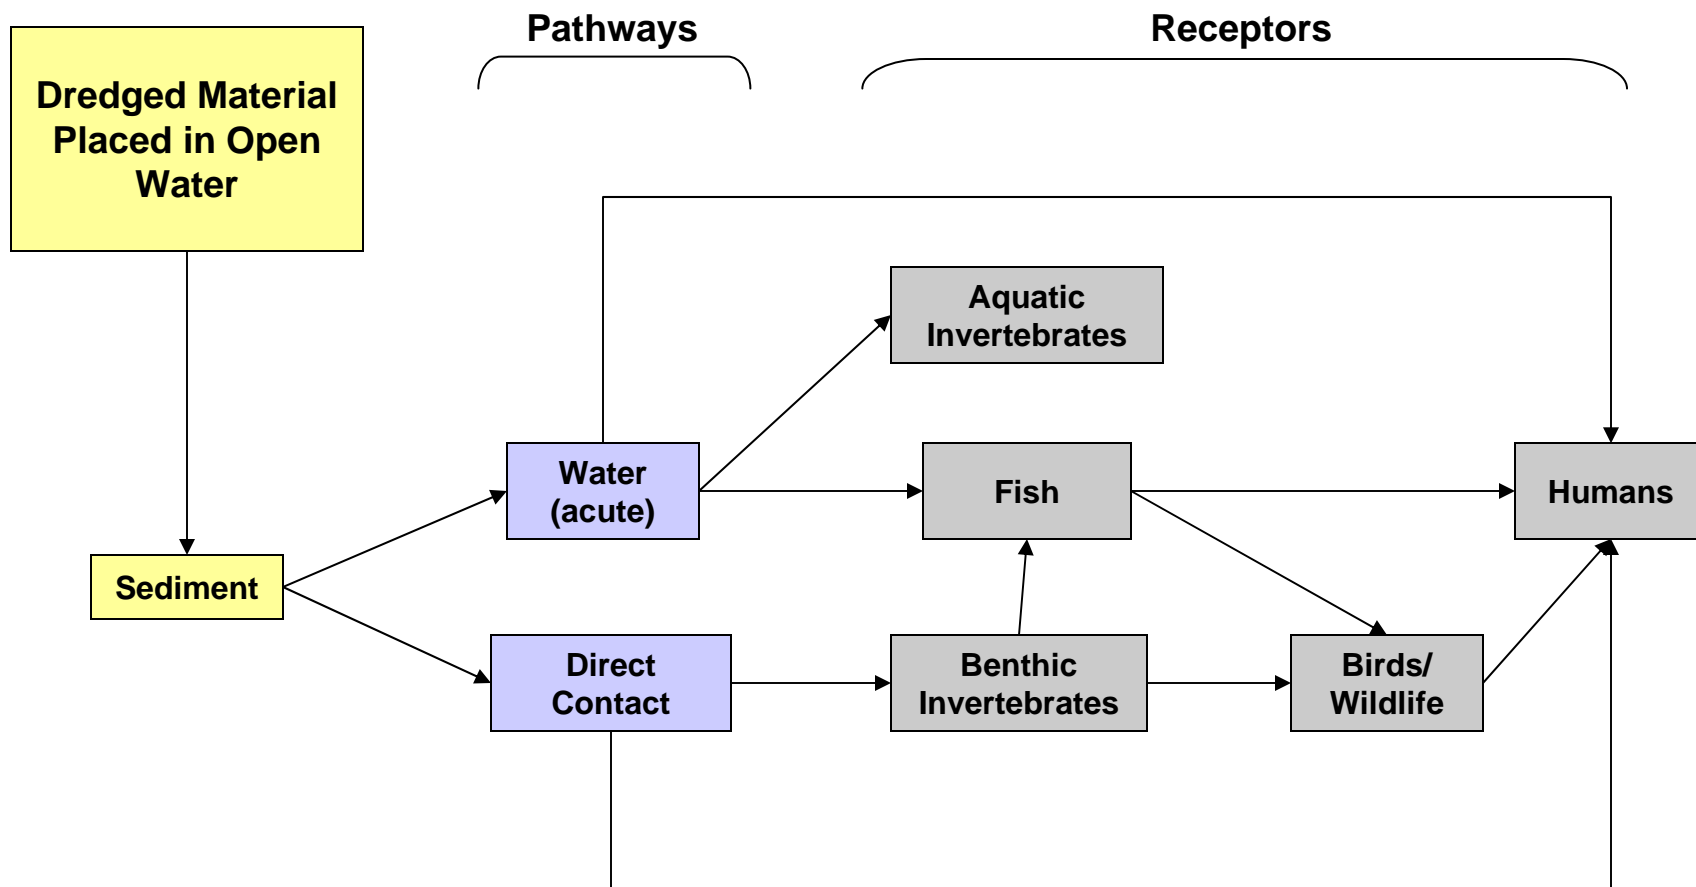 Pathways
Receptors
Dredged Material
Placed in Open
Water
Aquatic
Invertebrates
Water
(acute)
Fish
Humans
Sediment
Direct
Contact
Benthic
Invertebrates
Birds/
Wildlife